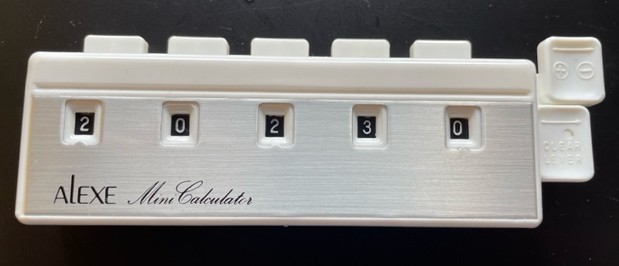 2 0 2 3 0
ALEXE Mini Calculator
+ -
CLEAR
LEVER